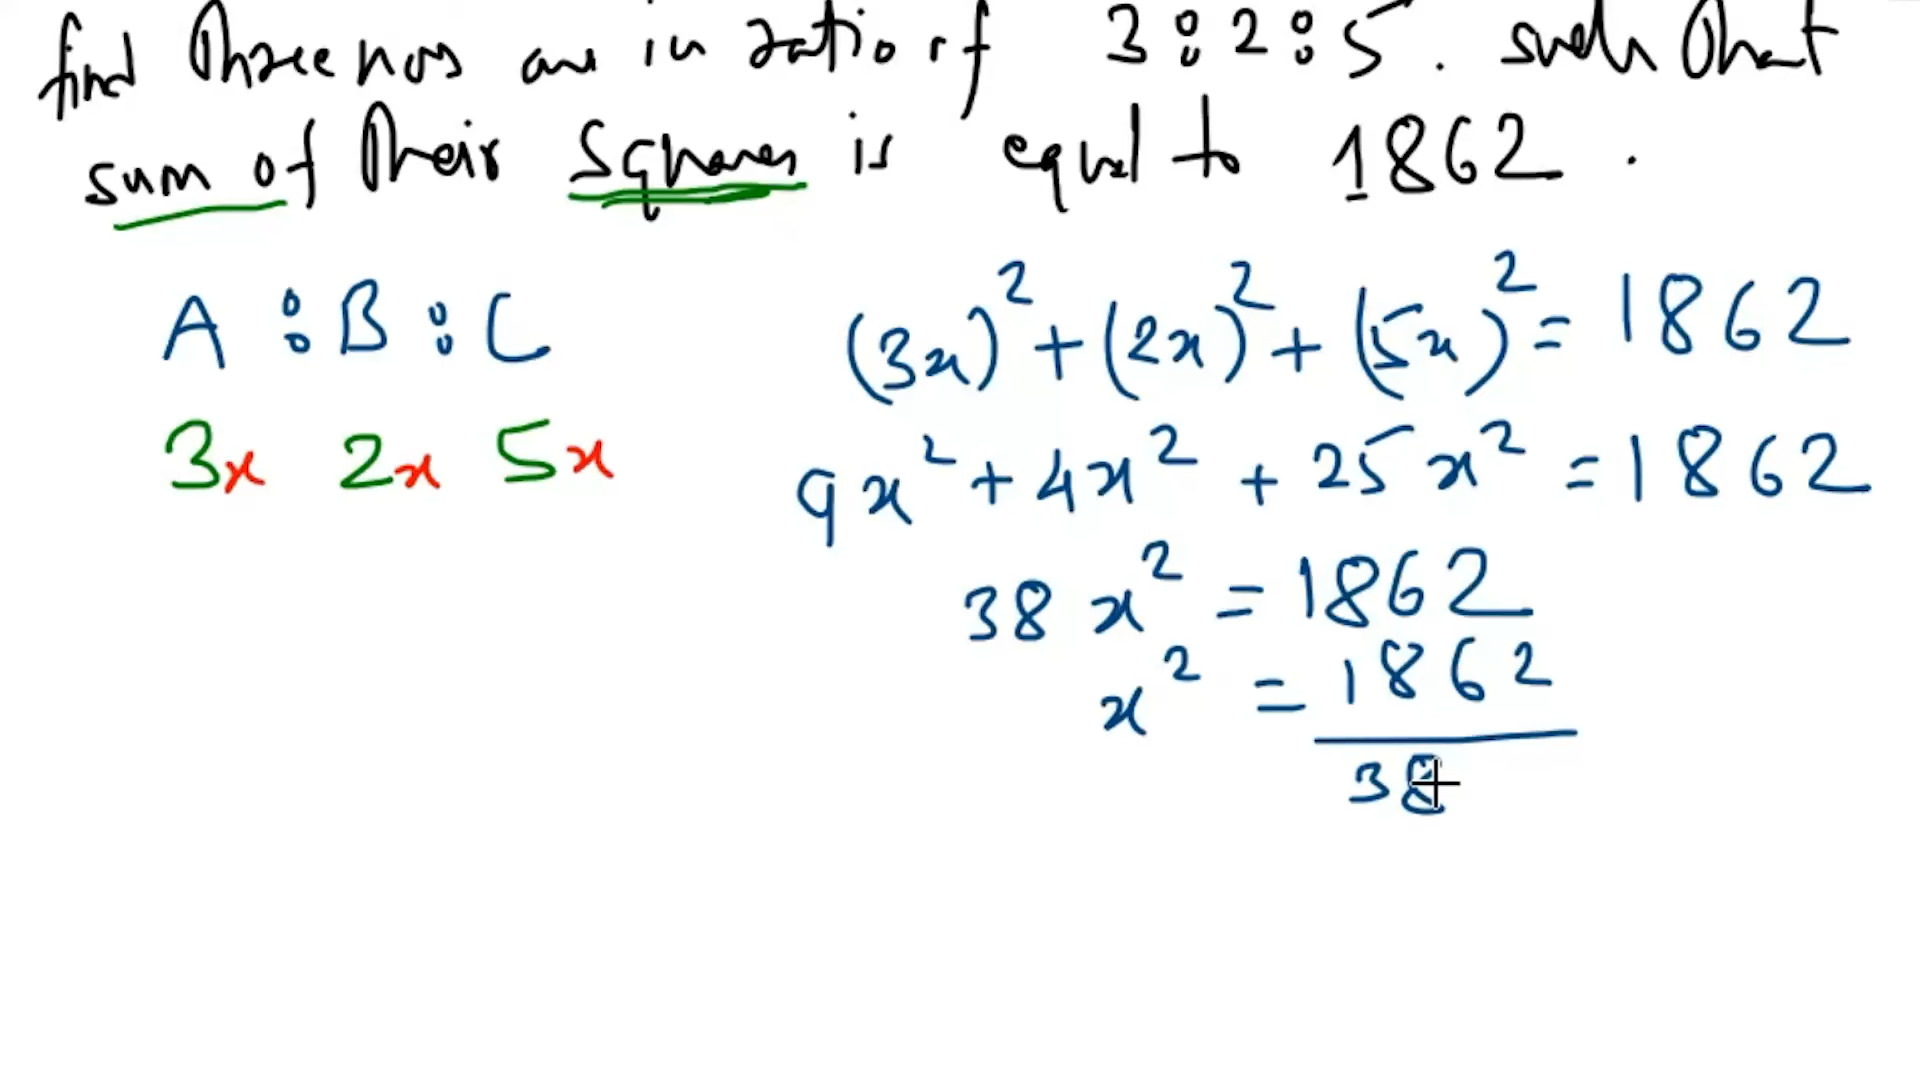 find Three nos are in ratio of 3:2:5. such that
sum of Their Squares is equal to 1862.
A : B : C
3x 2x 5x
(3x)² + (2x)² + (5x)² = 1862
9x² + 4x² + 25x² = 1862
38x² = 1862
x² = 1862
38